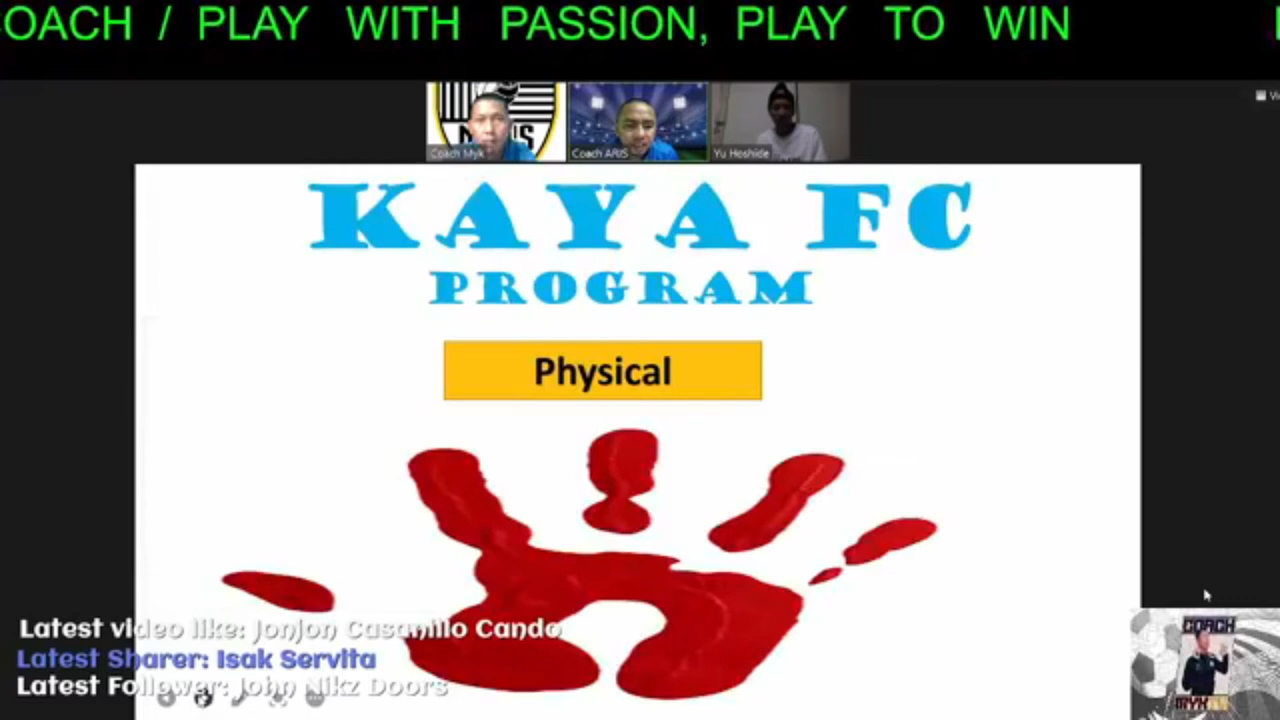 OACH / PLAY WITH PASSION, PLAY TO WIN
Coach Myk
Coach ARIS
Yu Hoshide
KAYA FC
PROGRAM
Physical
Latest video like: Jonjon Casanillo Cando
Latest Sharer: Isak Servita
Latest Follower: John Nikz Doors
COACH